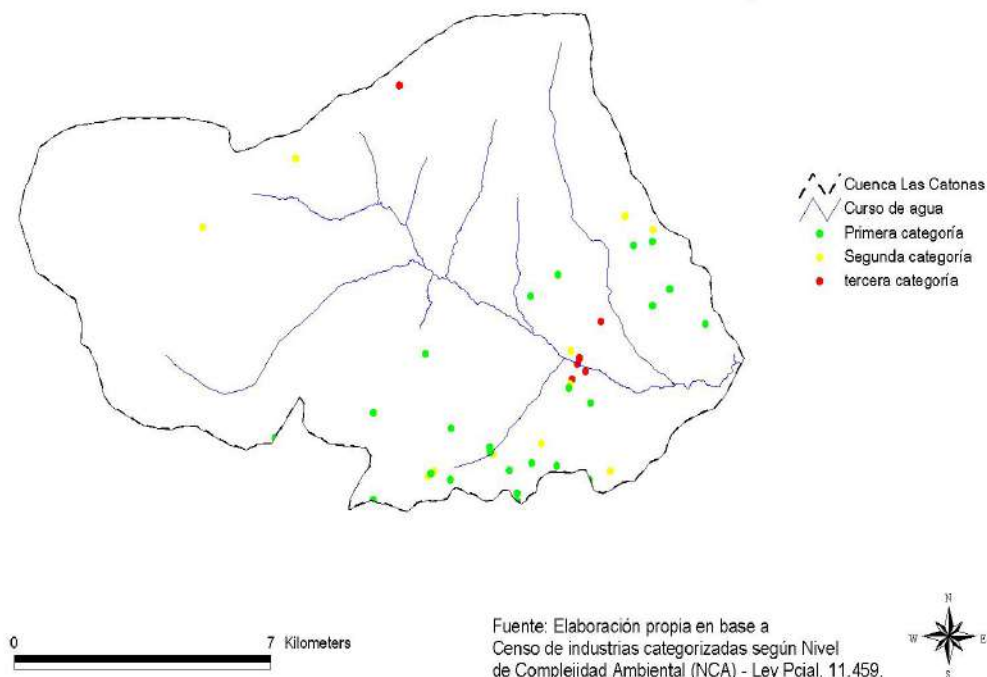 Cuenca Las Catonas
Curso de agua
Primera categoría
Segunda categoría
tercera categoría
0 7 Kilometers
Fuente: Elaboración propia en base a
Censo de industrias categorizadas según Nivel
de Complejidad Ambiental (NCA) - Ley Pcial. 11.459.
N
W E
S